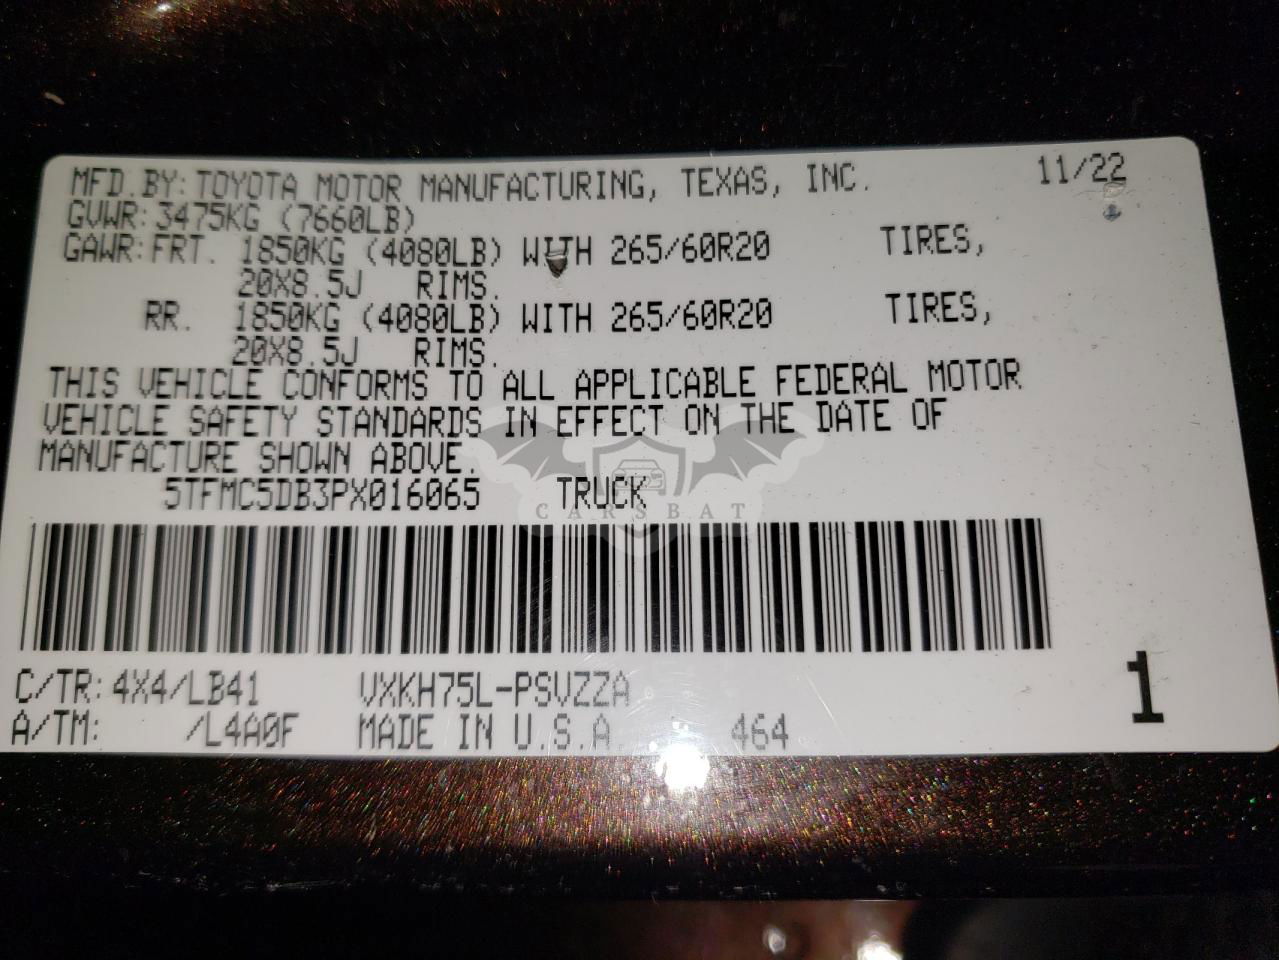 MFD.BY: TOYOTA MOTOR MANUFACTURING, TEXAS, INC. 11/22
GVWR: 3475KG (7660LB)
GAWR: FRT. 1850KG (4080LB) WITH 265/60R20 TIRES,
20X8.5J RIMS.
RR. 1850KG (4080LB) WITH 265/60R20 TIRES,
20X8.5J RIMS.
THIS VEHICLE CONFORMS TO ALL APPLICABLE FEDERAL MOTOR
VEHICLE SAFETY STANDARDS IN EFFECT ON THE DATE OF
MANUFACTURE SHOWN ABOVE.
5TFMC5DB3PX016065 TRUCK
CARSBAT
C/TR: 4X4/LB41 VXKH75L-PSVZZA
A/TM: /L4A0F MADE IN U.S.A. 464
1